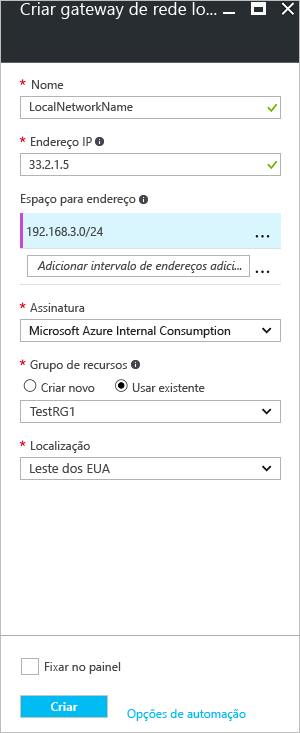 Criar gateway de rede lo...
* Nome
LocalNetworkName
* Endereço IP
33.2.1.5
Espaço para endereço
192.168.3.0/24 ...
Adicionar intervalo de endereços adici... ...
* Assinatura
Microsoft Azure Internal Consumption
* Grupo de recursos
Criar novo Usar existente
TestRG1
* Localização
Leste dos EUA
Fixar no painel
Criar Opções de automação